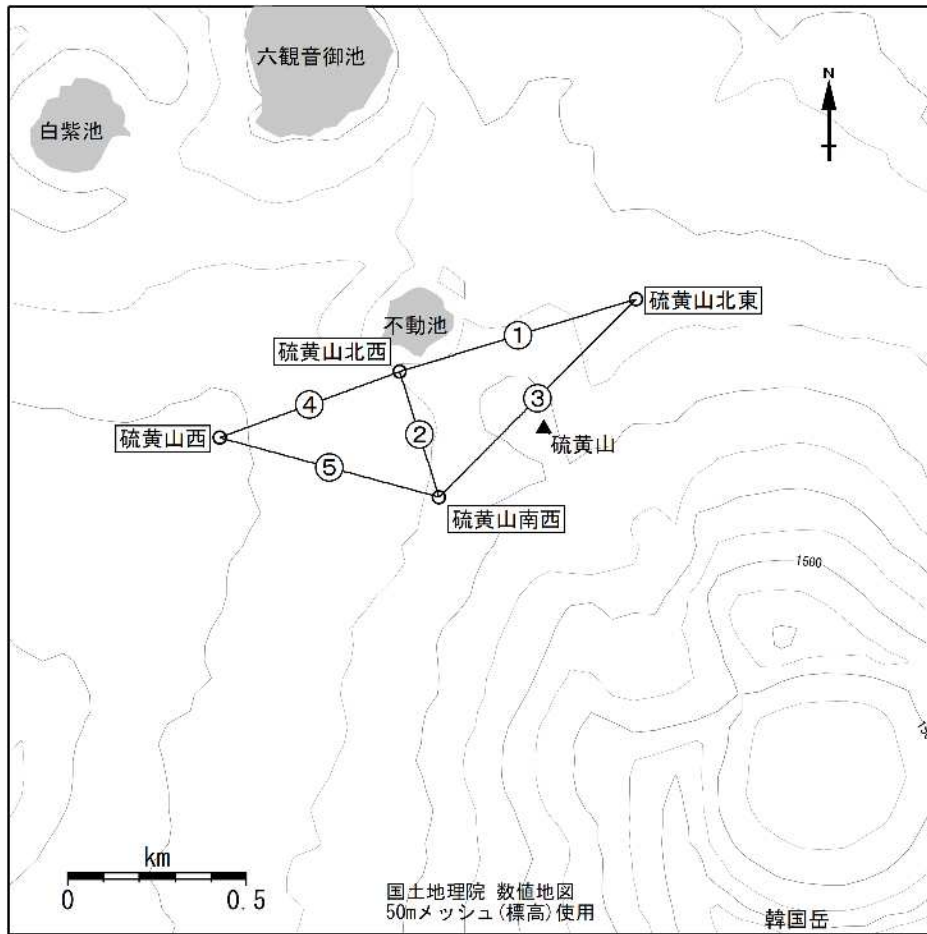 六観音御池
白紫池
N
硫黄山北東
不動池
①
硫黄山北西
③
④
②
硫黄山
硫黄山西
⑤
硫黄山南西
1500
km
0
0.5
国土地理院 数値地図
50mメッシュ(標高)使用
韓国岳